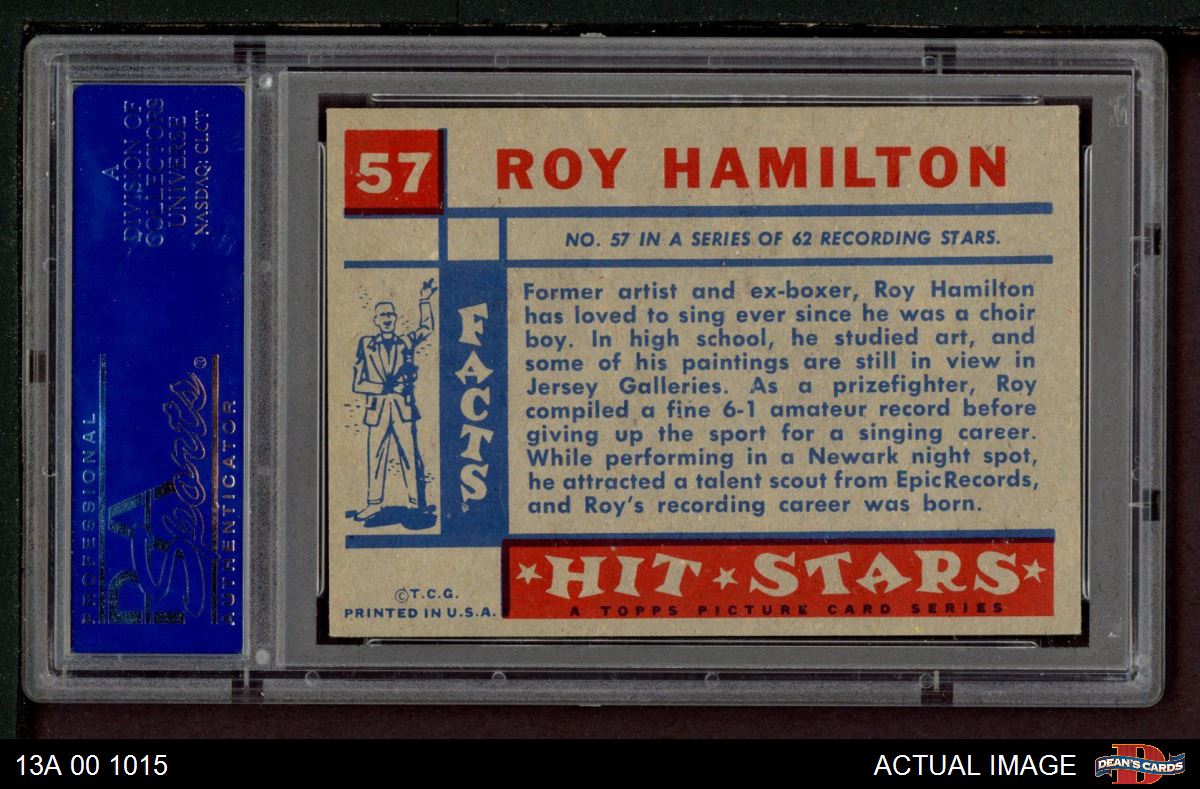 A
DIVISION OF
COLLECTORS
UNIVERSE
NASDAQ: CLCT
PROFESSIONAL
PSA
Sports®
AUTHENTICATOR
57
ROY HAMILTON
NO. 57 IN A SERIES OF 62 RECORDING STARS.
FACTS
Former artist and ex-boxer, Roy Hamilton
has loved to sing ever since he was a choir
boy. In high school, he studied art, and
some of his paintings are still in view in
Jersey Galleries. As a prizefighter, Roy
compiled a fine 6-1 amateur record before
giving up the sport for a singing career.
While performing in a Newark night spot,
he attracted a talent scout from EpicRecords,
and Roy's recording career was born.
©T.C.G.
PRINTED IN U.S.A.
HIT STARS
A TOPPS PICTURE CARD SERIES
13A 00 1015
ACTUAL IMAGE
D
DEAN'S CARDS